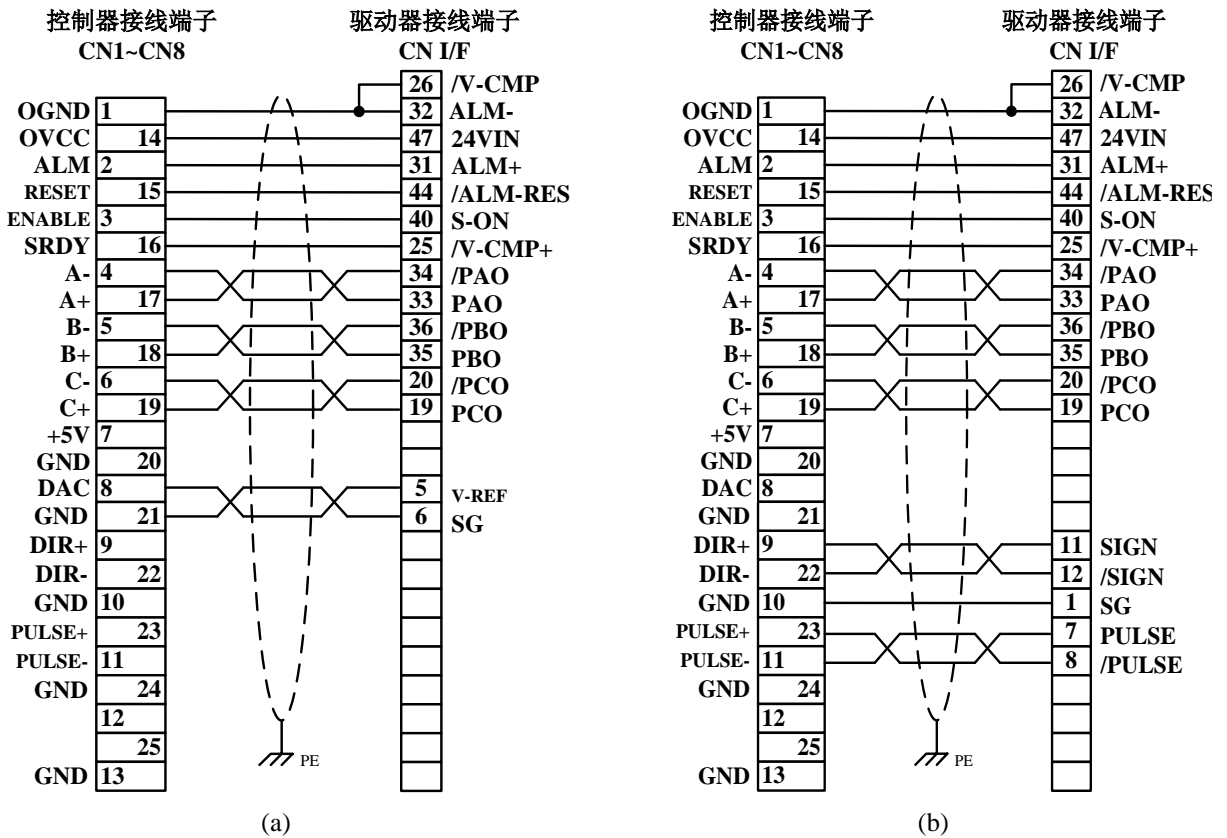 控制器接线端子 驱动器接线端子
CN1~CN8 CN I/F
26 /V-CMP
OGND 1 32 ALM-
OVCC 14 47 24VIN
ALM 2 31 ALM+
RESET 15 44 /ALM-RES
ENABLE 3 40 S-ON
SRDY 16 25 /V-CMP+
A- 4 34 /PAO
A+ 17 33 PAO
B- 5 36 /PBO
B+ 18 35 PBO
C- 6 20 /PCO
C+ 19 19 PCO
+5V 7
GND 20
DAC 8 5 V-REF
GND 21 6 SG
DIR+ 9
DIR- 22
GND 10
PULSE+ 23
PULSE- 11
GND 24
12
25
GND 13
PE
(a)
控制器接线端子 驱动器接线端子
CN1~CN8 CN I/F
26 /V-CMP
OGND 1 32 ALM-
OVCC 14 47 24VIN
ALM 2 31 ALM+
RESET 15 44 /ALM-RES
ENABLE 3 40 S-ON
SRDY 16 25 /V-CMP+
A- 4 34 /PAO
A+ 17 33 PAO
B- 5 36 /PBO
B+ 18 35 PBO
C- 6 20 /PCO
C+ 19 19 PCO
+5V 7
GND 20
DAC 8
GND 21
DIR+ 9 11 SIGN
DIR- 22 12 /SIGN
GND 10 1 SG
PULSE+ 23 7 PULSE
PULSE- 11 8 /PULSE
GND 24
12
25
GND 13
PE
(b)